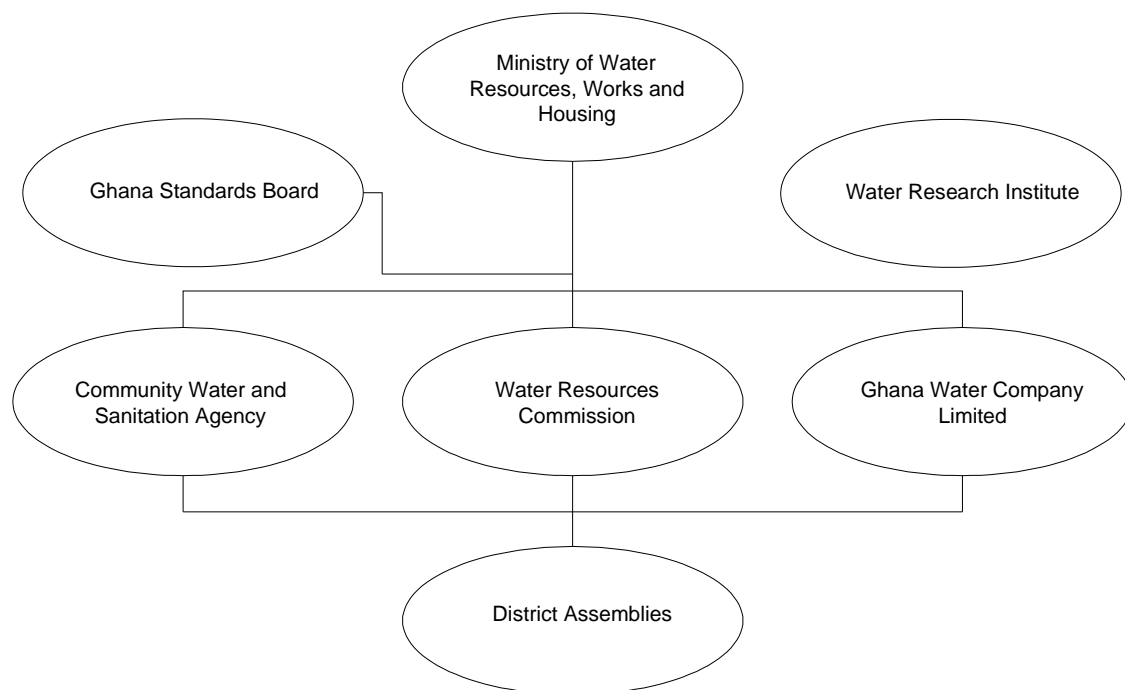 Ministry of Water
Resources, Works and
Housing
Ghana Standards Board
Water Research Institute
Community Water and
Sanitation Agency
Water Resources
Commission
Ghana Water Company
Limited
District Assemblies